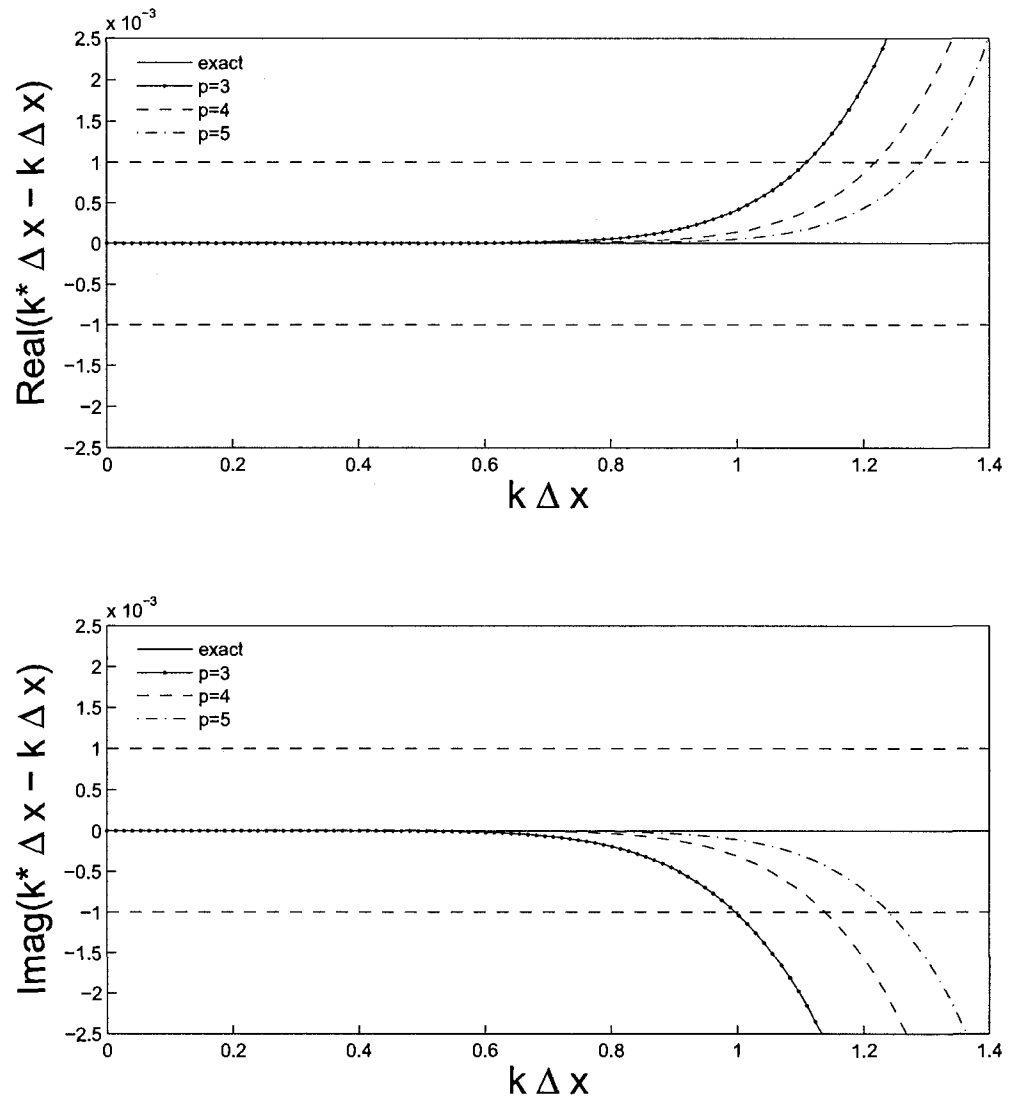 x 10⁻³
2.5
2
1.5
1
0.5
0
−0.5
−1
−1.5
−2
−2.5
exact
p=3
p=4
p=5
Real(k* Δ x − k Δ x)
0 0.2 0.4 0.6 0.8 1 1.2 1.4
k Δ x
x 10⁻³
2.5
2
1.5
1
0.5
0
−0.5
−1
−1.5
−2
−2.5
exact
p=3
p=4
p=5
Imag(k* Δ x − k Δ x)
0 0.2 0.4 0.6 0.8 1 1.2 1.4
k Δ x